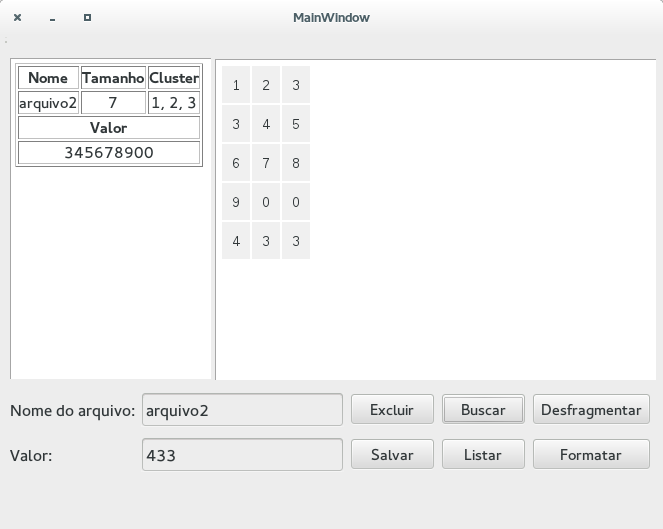 MainWindow
Nome Tamanho Cluster
arquivo2 7 1, 2, 3
Valor
345678900
1 2 3
3 4 5
6 7 8
9 0 0
4 3 3
Nome do arquivo: arquivo2 Excluir Buscar Desfragmentar
Valor: 433 Salvar Listar Formatar